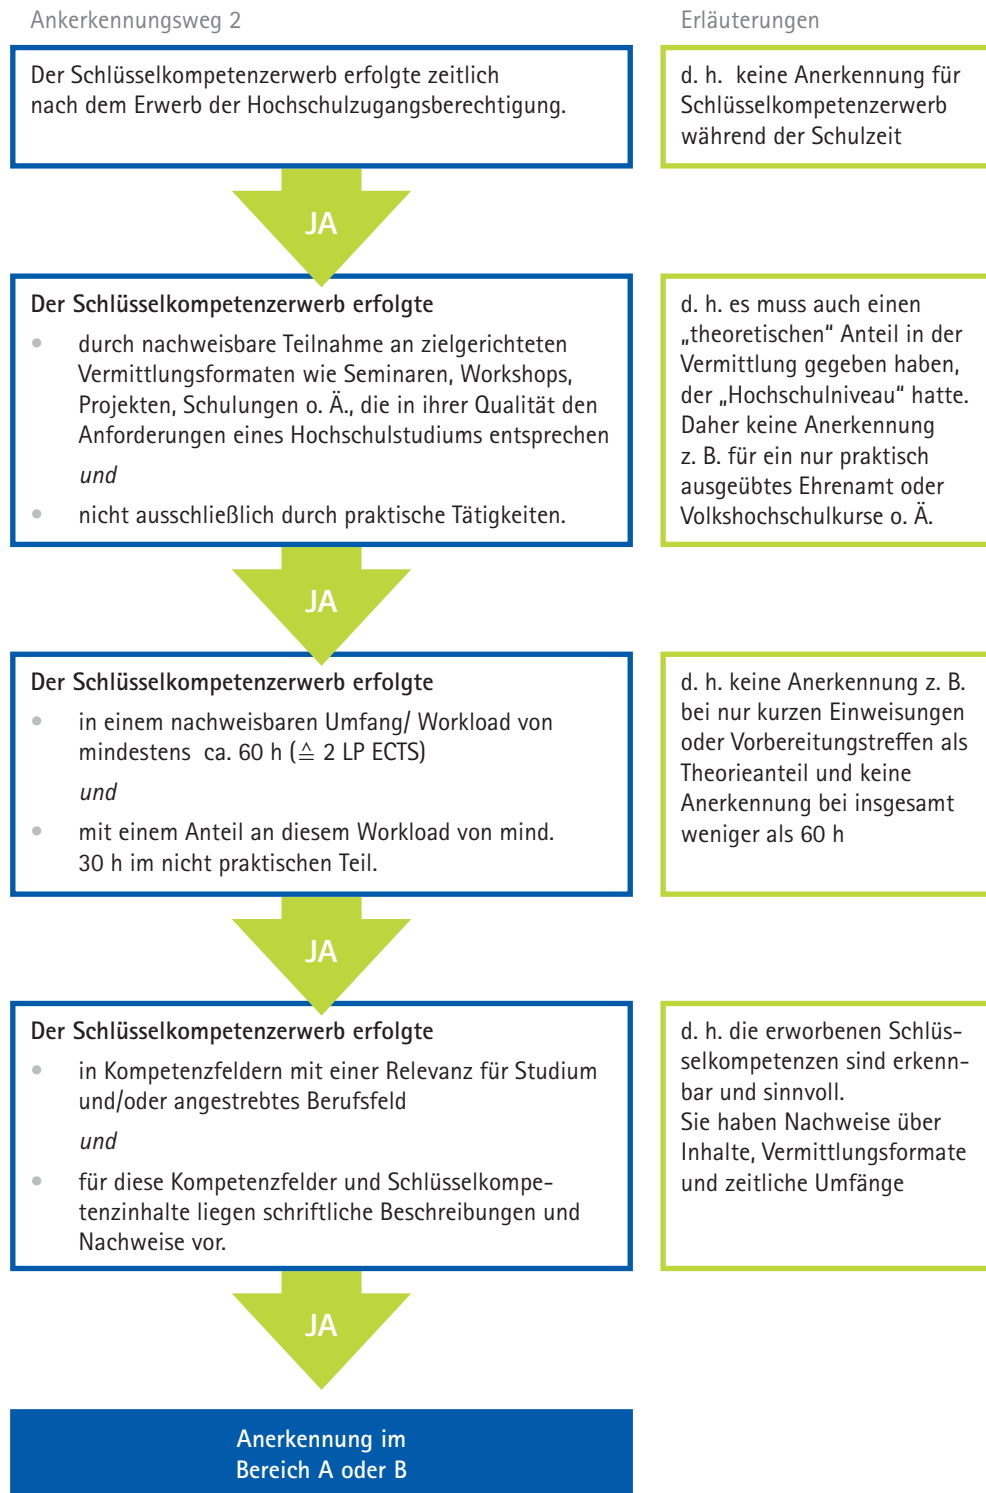 Ankerkennungsweg 2
Erläuterungen
Der Schlüsselkompetenzerwerb erfolgte zeitlich
nach dem Erwerb der Hochschulzugangsberechtigung.
d. h.  keine Anerkennung für
Schlüsselkompetenzerwerb
während der Schulzeit
JA
Der Schlüsselkompetenzerwerb erfolgte
• durch nachweisbare Teilnahme an zielgerichteten
Vermittlungsformaten wie Seminaren, Workshops,
Projekten, Schulungen o. Ä., die in ihrer Qualität den
Anforderungen eines Hochschulstudiums entsprechen
und
• nicht ausschließlich durch praktische Tätigkeiten.
d. h. es muss auch einen
„theoretischen“ Anteil in der
Vermittlung gegeben haben,
der „Hochschulniveau“ hatte.
Daher keine Anerkennung
z. B. für ein nur praktisch
ausgeübtes Ehrenamt oder
Volkshochschulkurse o. Ä.
JA
Der Schlüsselkompetenzerwerb erfolgte
• in einem nachweisbaren Umfang/ Workload von
mindestens  ca. 60 h (≙ 2 LP ECTS)
und
• mit einem Anteil an diesem Workload von mind.
30 h im nicht praktischen Teil.
d. h. keine Anerkennung z. B.
bei nur kurzen Einweisungen
oder Vorbereitungstreffen als
Theorieanteil und keine
Anerkennung bei insgesamt
weniger als 60 h
JA
Der Schlüsselkompetenzerwerb erfolgte
• in Kompetenzfeldern mit einer Relevanz für Studium
und/oder angestrebtes Berufsfeld
und
• für diese Kompetenzfelder und Schlüsselkompe-
tenzinhalte liegen schriftliche Beschreibungen und
Nachweise vor.
d. h. die erworbenen Schlüs-
selkompetenzen sind erkenn-
bar und sinnvoll.
Sie haben Nachweise über
Inhalte, Vermittlungsformate
und zeitliche Umfänge
JA
Anerkennung im
Bereich A oder B